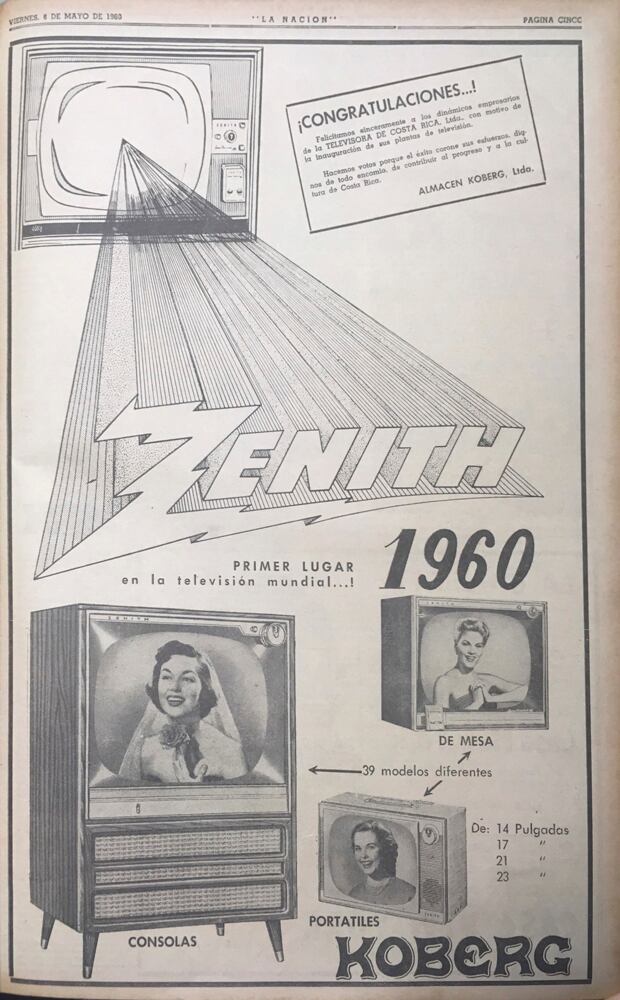 VIERNES, 6 DE MAYO DE 1960
"LA NACION"
PAGINA CINCO
¡CONGRATULACIONES...!
Felicitamos sinceramente a los dinámicos empresarios
de la TELEVISORA DE COSTA RICA, Ltda., con motivo de
la inauguración de sus plantas de televisión.
Hacemos votos porque el éxito corone sus esfuerzos, dig-
nos de todo encomio, de contribuir al progreso y a la cul-
tura de Costa Rica.
ALMACEN KOBERG, Ltda.
ZENITH
ZENITH
1960
PRIMER LUGAR
en la televisión mundial...!
ZENITH
ZENITH
DE MESA
39 modelos diferentes
De: 14 Pulgadas
17 "
21 "
23 "
ZENITH
PORTATILES
CONSOLAS
KOBERG